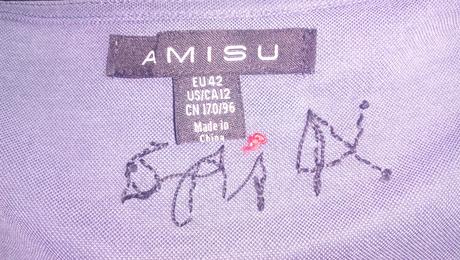 AMISU
EU 42
US/CA 12
CN 170/96
Made in
China